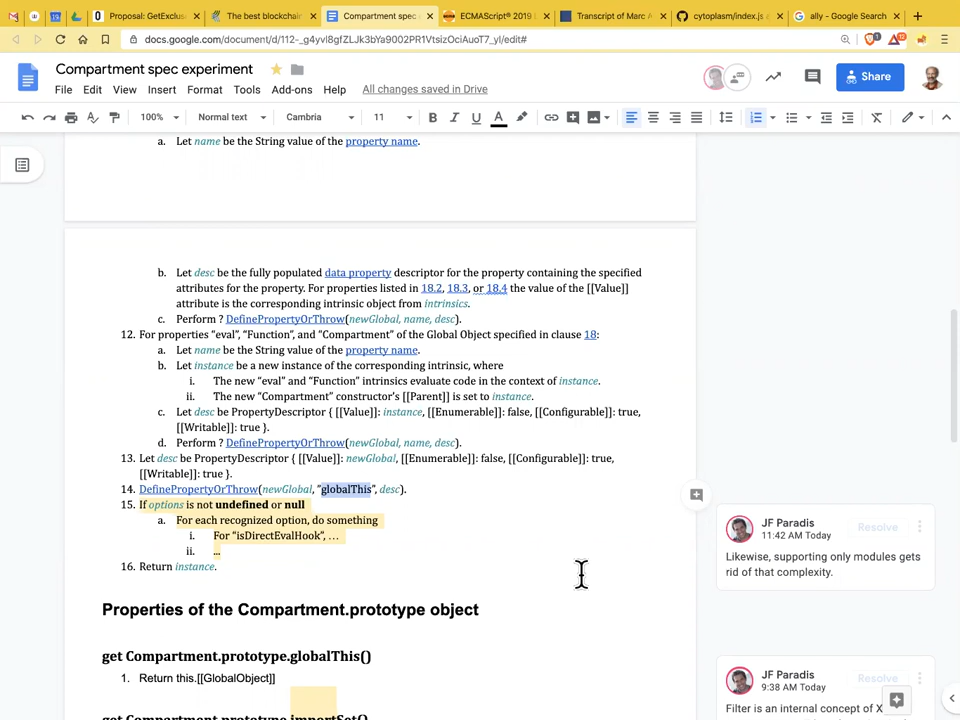 Proposal: GetExclus
The best blockchain
Compartment spec e
ECMAScript® 2019 L
Transcript of Marc A
cytoplasm/index.js a
ally - Google Search
docs.google.com/document/d/112-_g4yvl8gfZLJk3bYa9002PR1VtsizOciAuoT7_yl/edit#
Compartment spec experiment
File Edit View Insert Format Tools Add-ons Help All changes saved in Drive
Share
100% Normal text Cambria 11 B I U A
a. Let name be the String value of the property name.
b. Let desc be the fully populated data property descriptor for the property containing the specified
attributes for the property. For properties listed in 18.2, 18.3, or 18.4 the value of the [[Value]]
attribute is the corresponding intrinsic object from intrinsics.
c. Perform ? DefinePropertyOrThrow(newGlobal, name, desc).
12. For properties “eval”, “Function”, and “Compartment” of the Global Object specified in clause 18:
a. Let name be the String value of the property name.
b. Let instance be a new instance of the corresponding intrinsic, where
i. The new “eval” and “Function” intrinsics evaluate code in the context of instance.
ii. The new “Compartment” constructor’s [[Parent]] is set to instance.
c. Let desc be PropertyDescriptor { [[Value]]: instance, [[Enumerable]]: false, [[Configurable]]: true,
[[Writable]]: true }.
d. Perform ? DefinePropertyOrThrow(newGlobal, name, desc).
13. Let desc be PropertyDescriptor { [[Value]]: newGlobal, [[Enumerable]]: false, [[Configurable]]: true,
[[Writable]]: true }.
14. DefinePropertyOrThrow(newGlobal, “globalThis”, desc).
15. If options is not undefined or null
a. For each recognized option, do something
i. For “isDirectEvalHook”, …
ii. ...
16. Return instance.
JF Paradis
11:42 AM Today
Resolve
Likewise, supporting only modules gets
rid of that complexity.
Properties of the Compartment.prototype object
get Compartment.prototype.globalThis()
1. Return this.[[GlobalObject]]
JF Paradis
9:38 AM Today
Resolve
Filter is an internal concept of X
get Compartment.prototype.importSet()